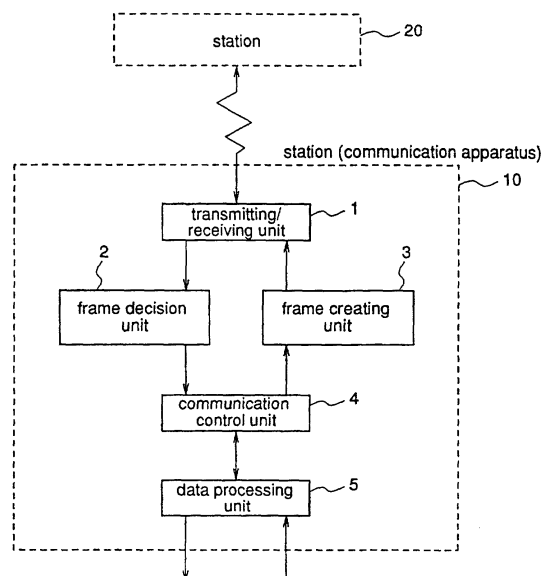 station
20
station (communication apparatus)
10
transmitting/
receiving unit
1
2
frame decision
unit
3
frame creating
unit
communication
control unit
4
data processing
unit
5